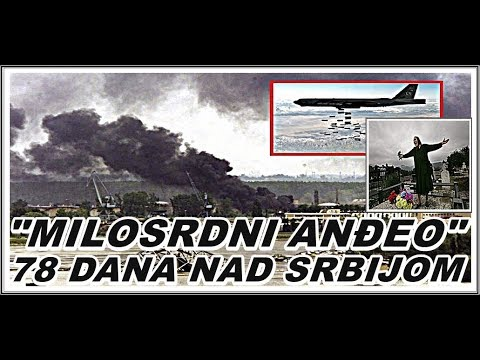 "MILOSRDNI ANĐEO"
78 DANA NAD SRBIJOM